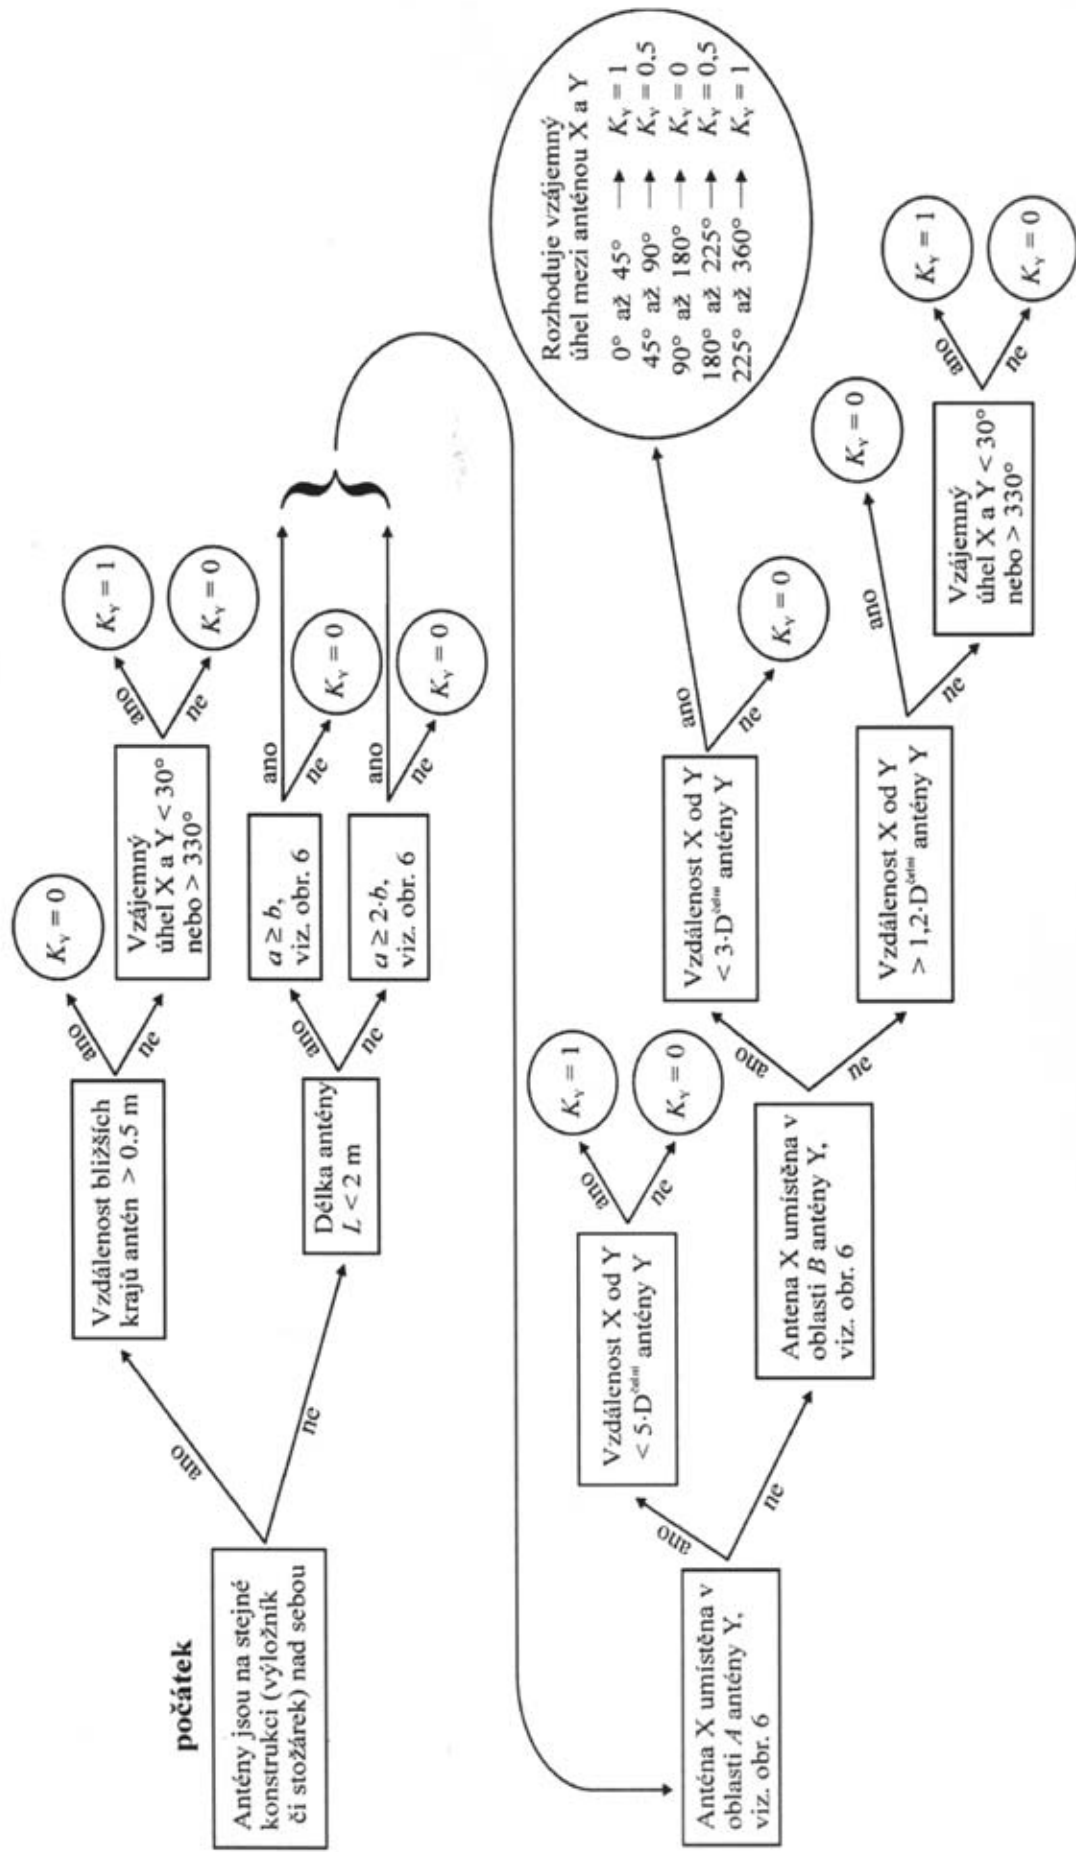 počátek
Antény jsou na stejné
konstrukci (výložník
či stožárek) nad sebou
ano
ne
Vzdálenost bližších
krajů antén > 0.5 m
ano
ne
K_Y = 0
Vzájemný
úhel X a Y < 30°
nebo > 330°
ano
ne
K_Y = 1
K_Y = 0
Délka antény
L < 2 m
ano
ne
a ≥ b,
viz. obr. 6
ano
ne
K_Y = 0
a ≥ 2·b,
viz. obr. 6
ano
ne
K_Y = 0
Anténa X umístěna v
oblasti A antény Y,
viz. obr. 6
ano
ne
Vzdálenost X od Y
< 5·D^čelní antény Y
ano
ne
K_Y = 1
K_Y = 0
Antena X umístěna v
oblasti B antény Y,
viz. obr. 6
ano
ne
Vzdálenost X od Y
< 3·D^čelní antény Y
ano
ne
K_Y = 0
Rozhoduje vzájemný
úhel mezi anténou X a Y
0° až 45° → K_Y = 1
45° až 90° → K_Y = 0.5
90° až 180° → K_Y = 0
180° až 225° → K_Y = 0,5
225° až 360° → K_Y = 1
Vzdálenost X od Y
> 1,2·D^čelní antény Y
ano
ne
K_Y = 0
Vzájemný
úhel X a Y < 30°
nebo > 330°
ano
ne
K_Y = 1
K_Y = 0